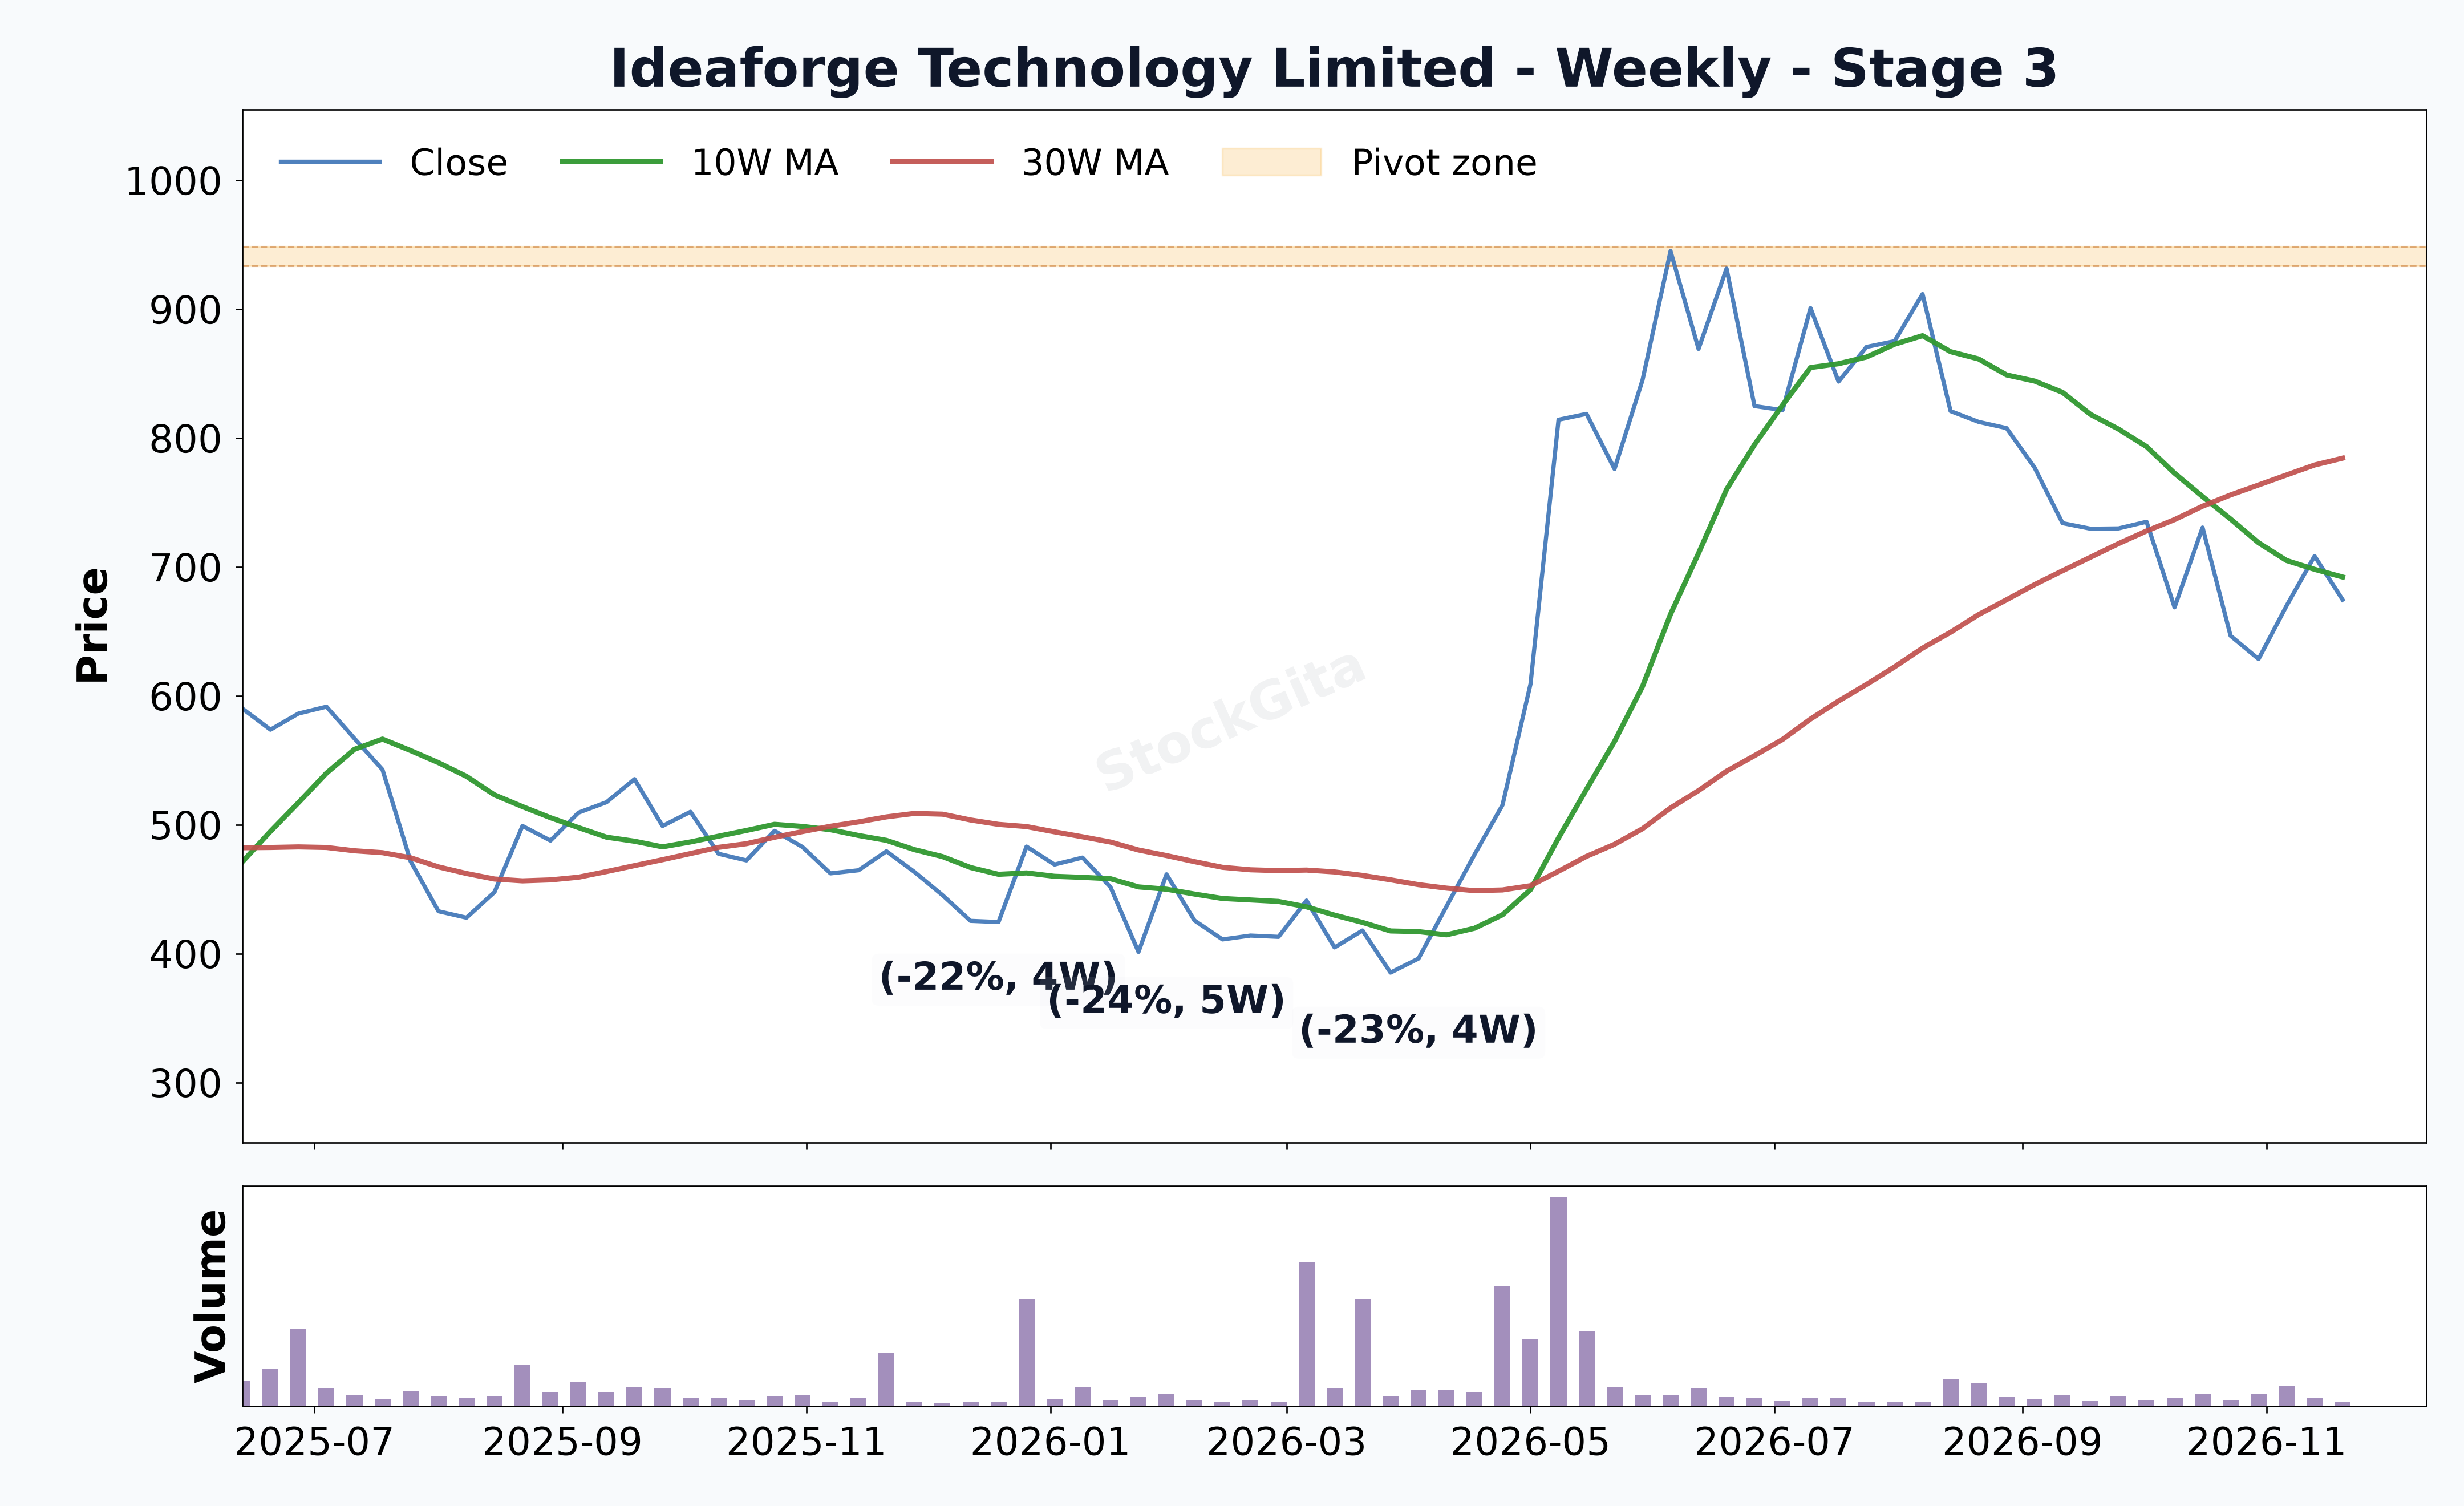 Ideaforge Technology Limited - Weekly - Stage 3
Close 10W MA 30W MA Pivot zone
1000
900
800
700
600
500
400
300
Price
StockGita
(-22%, 4W)
(-24%, 5W)
(-23%, 4W)
Volume
2025-07 2025-09 2025-11 2026-01 2026-03 2026-05 2026-07 2026-09 2026-11